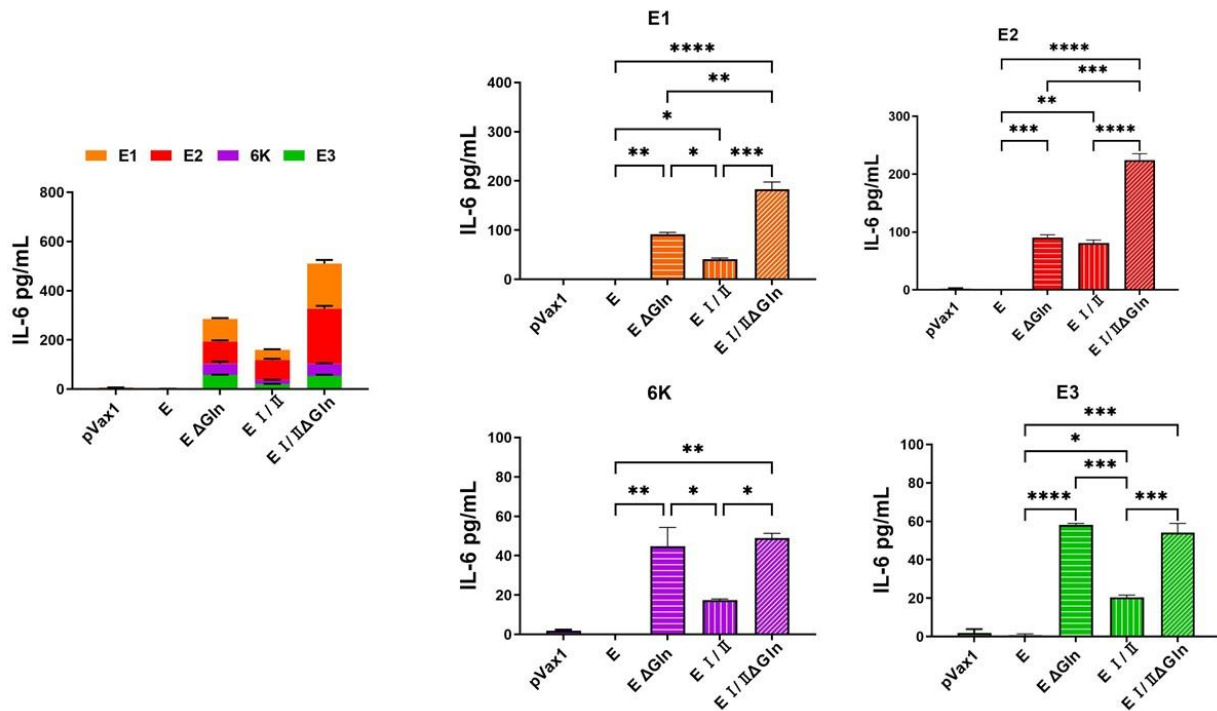 E1 E2 6K E3
IL-6 pg/mL
800
600
400
200
0
pVax1
E
E ΔGln
E Ⅰ/Ⅱ
E Ⅰ/ⅡΔGln
E1
****
**
*
** * ***
IL-6 pg/mL
400
300
200
100
0
pVax1
E
E ΔGln
E Ⅰ/Ⅱ
E Ⅰ/ⅡΔGln
E2
****
***
**
*** ****
IL-6 pg/mL
300
200
100
0
pVax1
E
E ΔGln
E Ⅰ/Ⅱ
E Ⅰ/ⅡΔGln
6K
**
** * *
IL-6 pg/mL
100
80
60
40
20
0
pVax1
E
E ΔGln
E Ⅰ/Ⅱ
E Ⅰ/ⅡΔGln
E3
***
*
***
**** ***
IL-6 pg/mL
100
80
60
40
20
0
pVax1
E
E ΔGln
E Ⅰ/Ⅱ
E Ⅰ/ⅡΔGln